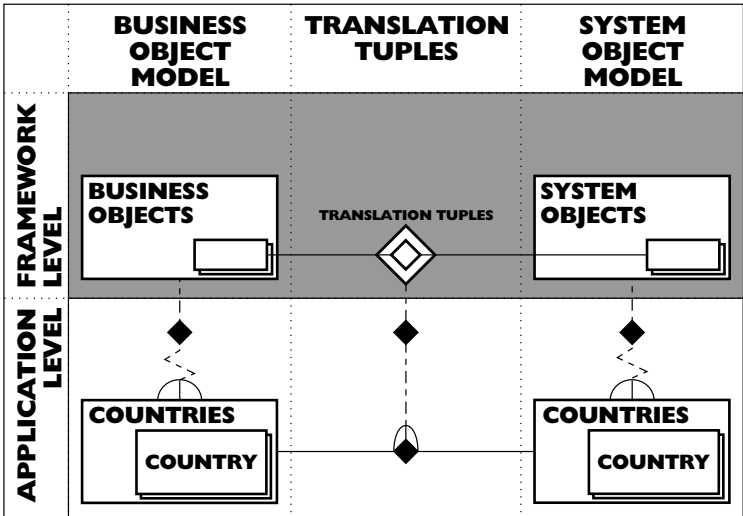 BUSINESS
OBJECT
MODEL
TRANSLATION
TUPLES
SYSTEM
OBJECT
MODEL
FRAMEWORK
LEVEL
BUSINESS
OBJECTS
TRANSLATION TUPLES
SYSTEM
OBJECTS
APPLICATION
LEVEL
COUNTRIES
COUNTRY
COUNTRIES
COUNTRY